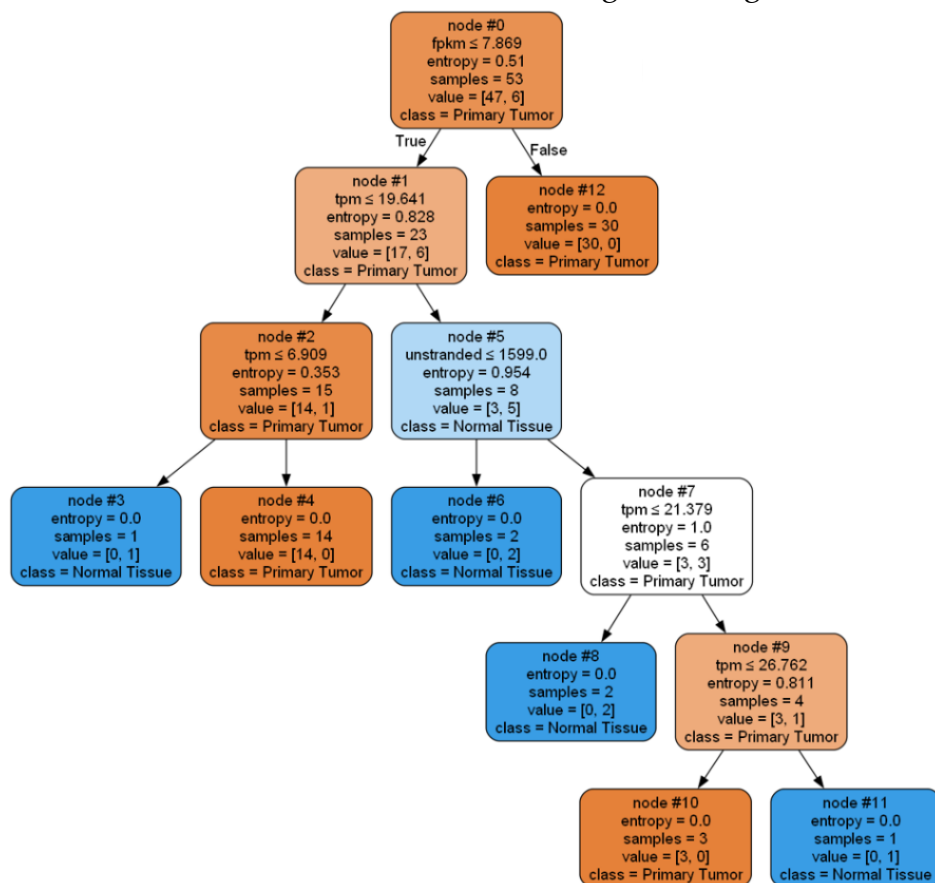 node #0
fpkm ≤ 7.869
entropy = 0.51
samples = 53
value = [47, 6]
class = Primary Tumor
True
False
node #1
tpm ≤ 19.641
entropy = 0.828
samples = 23
value = [17, 6]
class = Primary Tumor
node #12
entropy = 0.0
samples = 30
value = [30, 0]
class = Primary Tumor
node #2
tpm ≤ 6.909
entropy = 0.353
samples = 15
value = [14, 1]
class = Primary Tumor
node #5
unstranded ≤ 1599.0
entropy = 0.954
samples = 8
value = [3, 5]
class = Normal Tissue
node #3
entropy = 0.0
samples = 1
value = [0, 1]
class = Normal Tissue
node #4
entropy = 0.0
samples = 14
value = [14, 0]
class = Primary Tumor
node #6
entropy = 0.0
samples = 2
value = [0, 2]
class = Normal Tissue
node #7
tpm ≤ 21.379
entropy = 1.0
samples = 6
value = [3, 3]
class = Primary Tumor
node #8
entropy = 0.0
samples = 2
value = [0, 2]
class = Normal Tissue
node #9
tpm ≤ 26.762
entropy = 0.811
samples = 4
value = [3, 1]
class = Primary Tumor
node #10
entropy = 0.0
samples = 3
value = [3, 0]
class = Primary Tumor
node #11
entropy = 0.0
samples = 1
value = [0, 1]
class = Normal Tissue